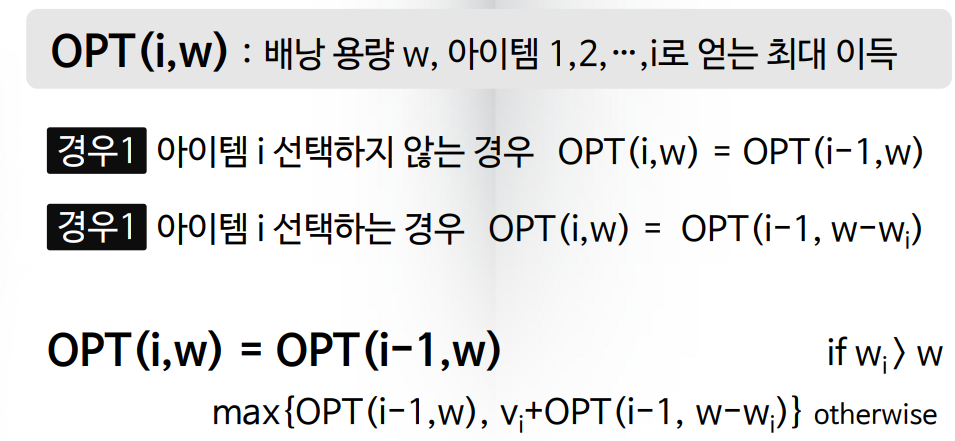 OPT(i,w) : 배낭 용량 w, 아이템 1,2,⋯,i로 얻는 최대 이득
경우1 아이템 i 선택하지 않는 경우 OPT(i,w) = OPT(i-1,w)
경우1 아이템 i 선택하는 경우 OPT(i,w) = OPT(i-1, w-wᵢ)
OPT(i,w) = OPT(i-1,w) if wᵢ > w
max{OPT(i-1,w), vᵢ+OPT(i-1, w-wᵢ)} otherwise